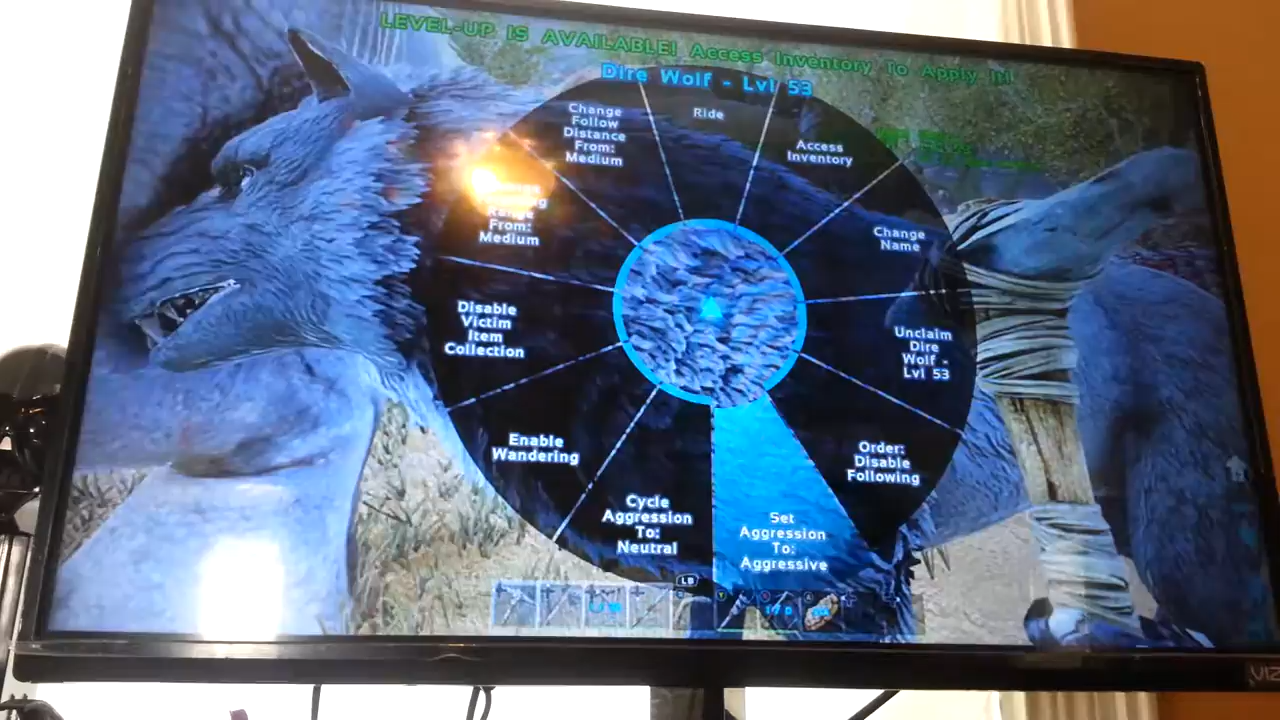 LEVEL-UP IS AVAILABLE! Access Inventory To Apply It!
Dire Wolf - Lvl 53
Ride
Access
Inventory
Change
Name
Unclaim
Dire
Wolf -
Lvl 53
Order:
Disable
Following
Set
Aggression
To:
Aggressive
Cycle
Aggression
To:
Neutral
Enable
Wandering
Disable
Victim
Item
Collection
Range
From:
Medium
Change
Follow
Distance
From:
Medium
LB